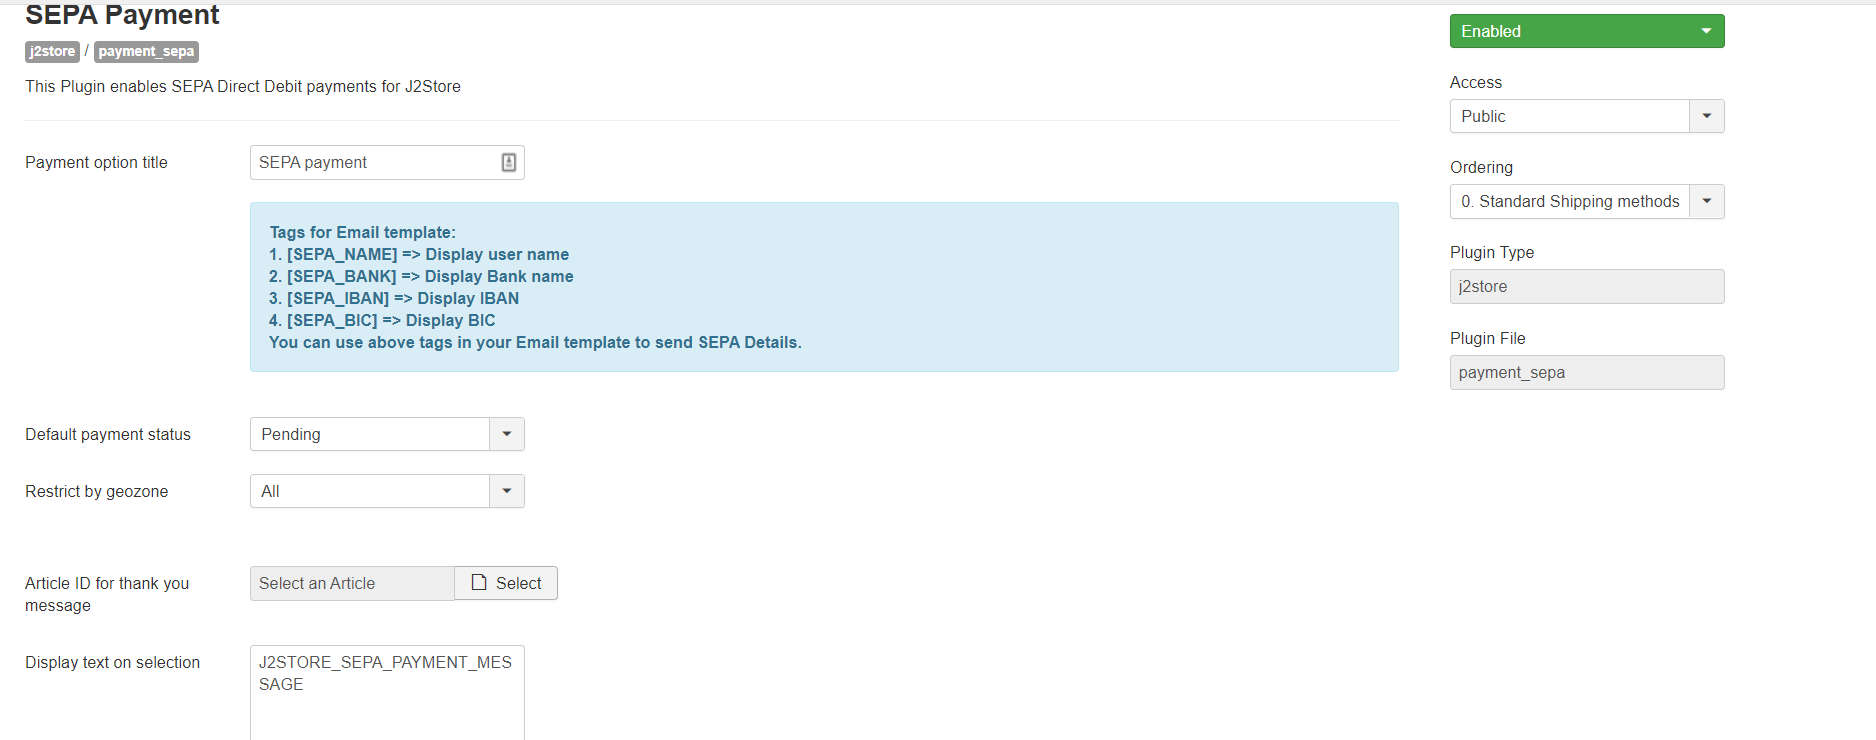 SEPA Payment
j2store / payment_sepa
This Plugin enables SEPA Direct Debit payments for J2Store
Payment option title
SEPA payment
Tags for Email template:
1. [SEPA_NAME] => Display user name
2. [SEPA_BANK] => Display Bank name
3. [SEPA_IBAN] => Display IBAN
4. [SEPA_BIC] => Display BIC
You can use above tags in your Email template to send SEPA Details.
Default payment status
Pending
Restrict by geozone
All
Article ID for thank you
message
Select an Article
Select
Display text on selection
J2STORE_SEPA_PAYMENT_MES
SAGE
Enabled
Access
Public
Ordering
0. Standard Shipping methods
Plugin Type
j2store
Plugin File
payment_sepa